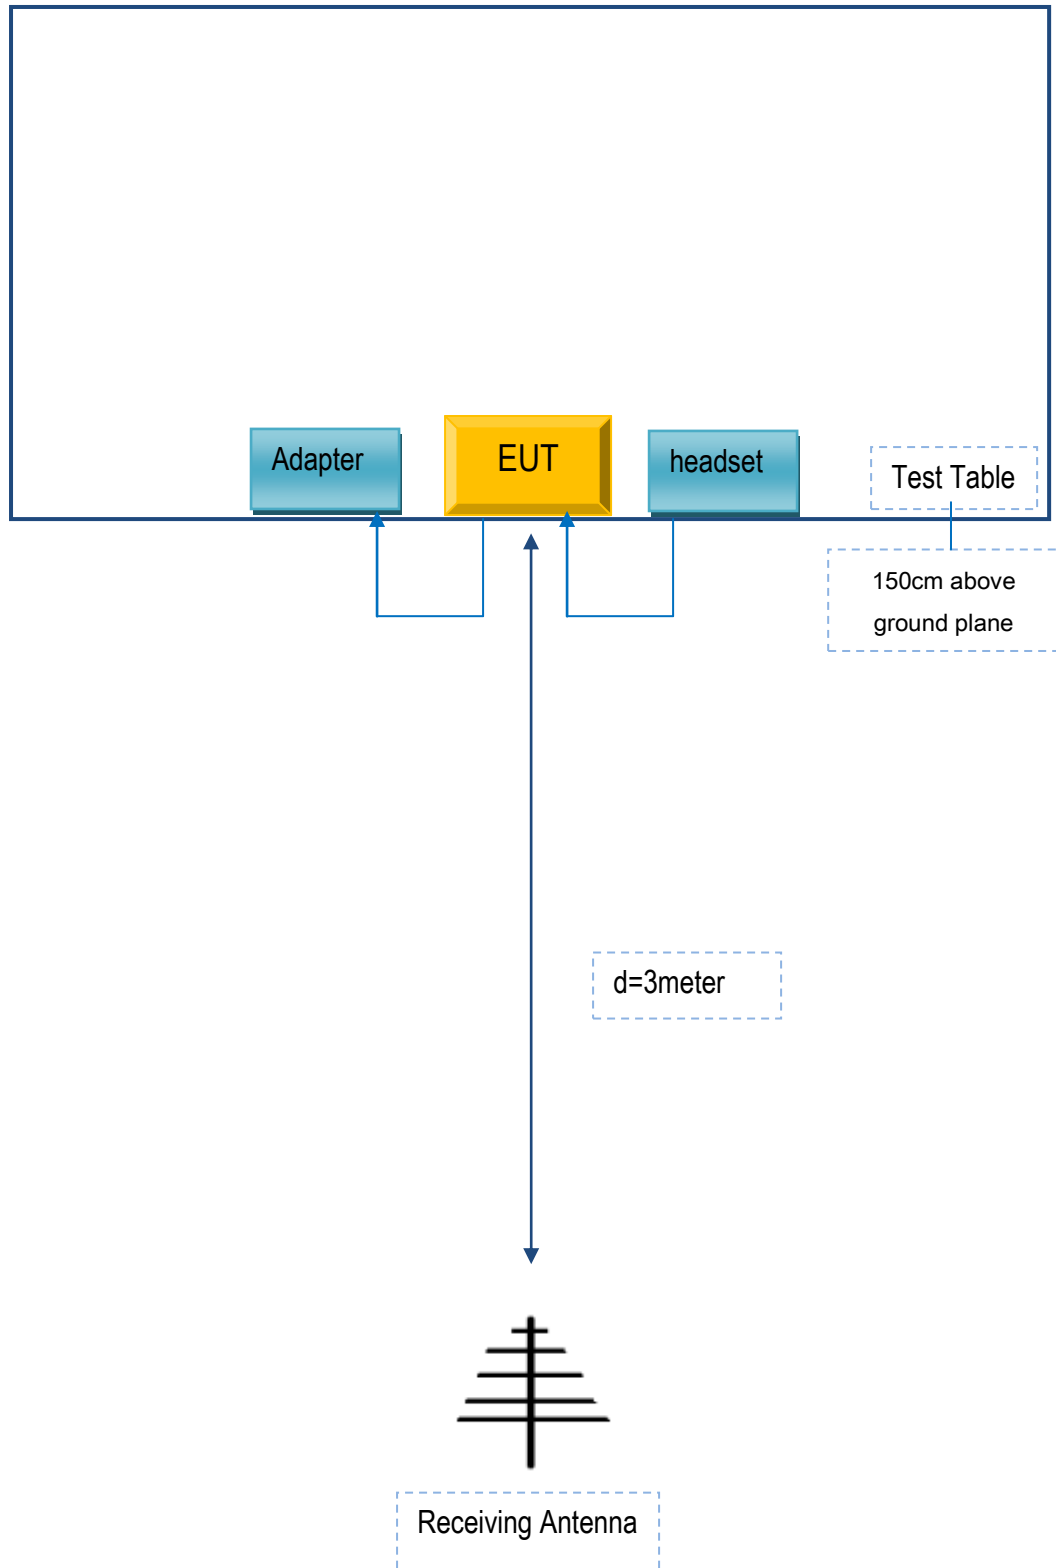 Adapter
EUT
headset
Test Table
150cm above
ground plane
d=3meter
Receiving Antenna